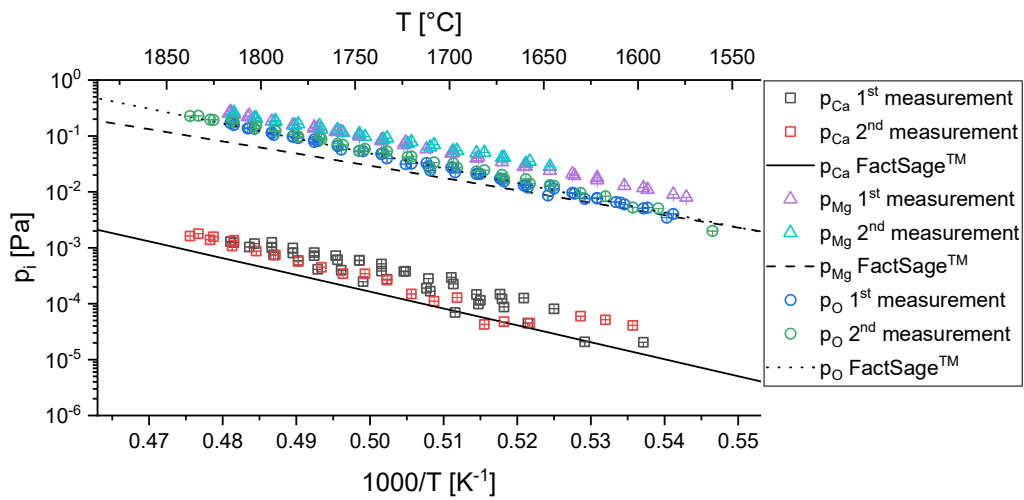 T [°C]
1850 1800 1750 1700 1650 1600 1550
10⁰
10⁻¹
10⁻²
10⁻³
10⁻⁴
10⁻⁵
10⁻⁶
pᵢ [Pa]
0.47 0.48 0.49 0.50 0.51 0.52 0.53 0.54 0.55
1000/T [K⁻¹]
p_Ca 1st measurement
p_Ca 2nd measurement
p_Ca FactSage™
p_Mg 1st measurement
p_Mg 2nd measurement
p_Mg FactSage™
p_O 1st measurement
p_O 2nd measurement
p_O FactSage™